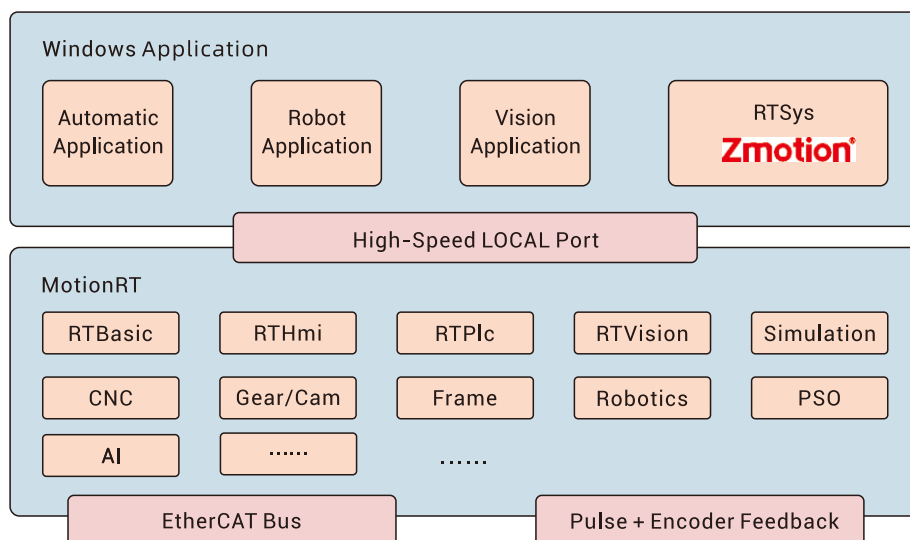 Windows Application
Automatic
Application
Robot
Application
Vision
Application
RTSys
Zmotion®
High-Speed LOCAL Port
MotionRT
RTBasic
RTHmi
RTPlc
RTVision
Simulation
CNC
Gear/Cam
Frame
Robotics
PSO
AI
......
......
EtherCAT Bus
Pulse + Encoder Feedback